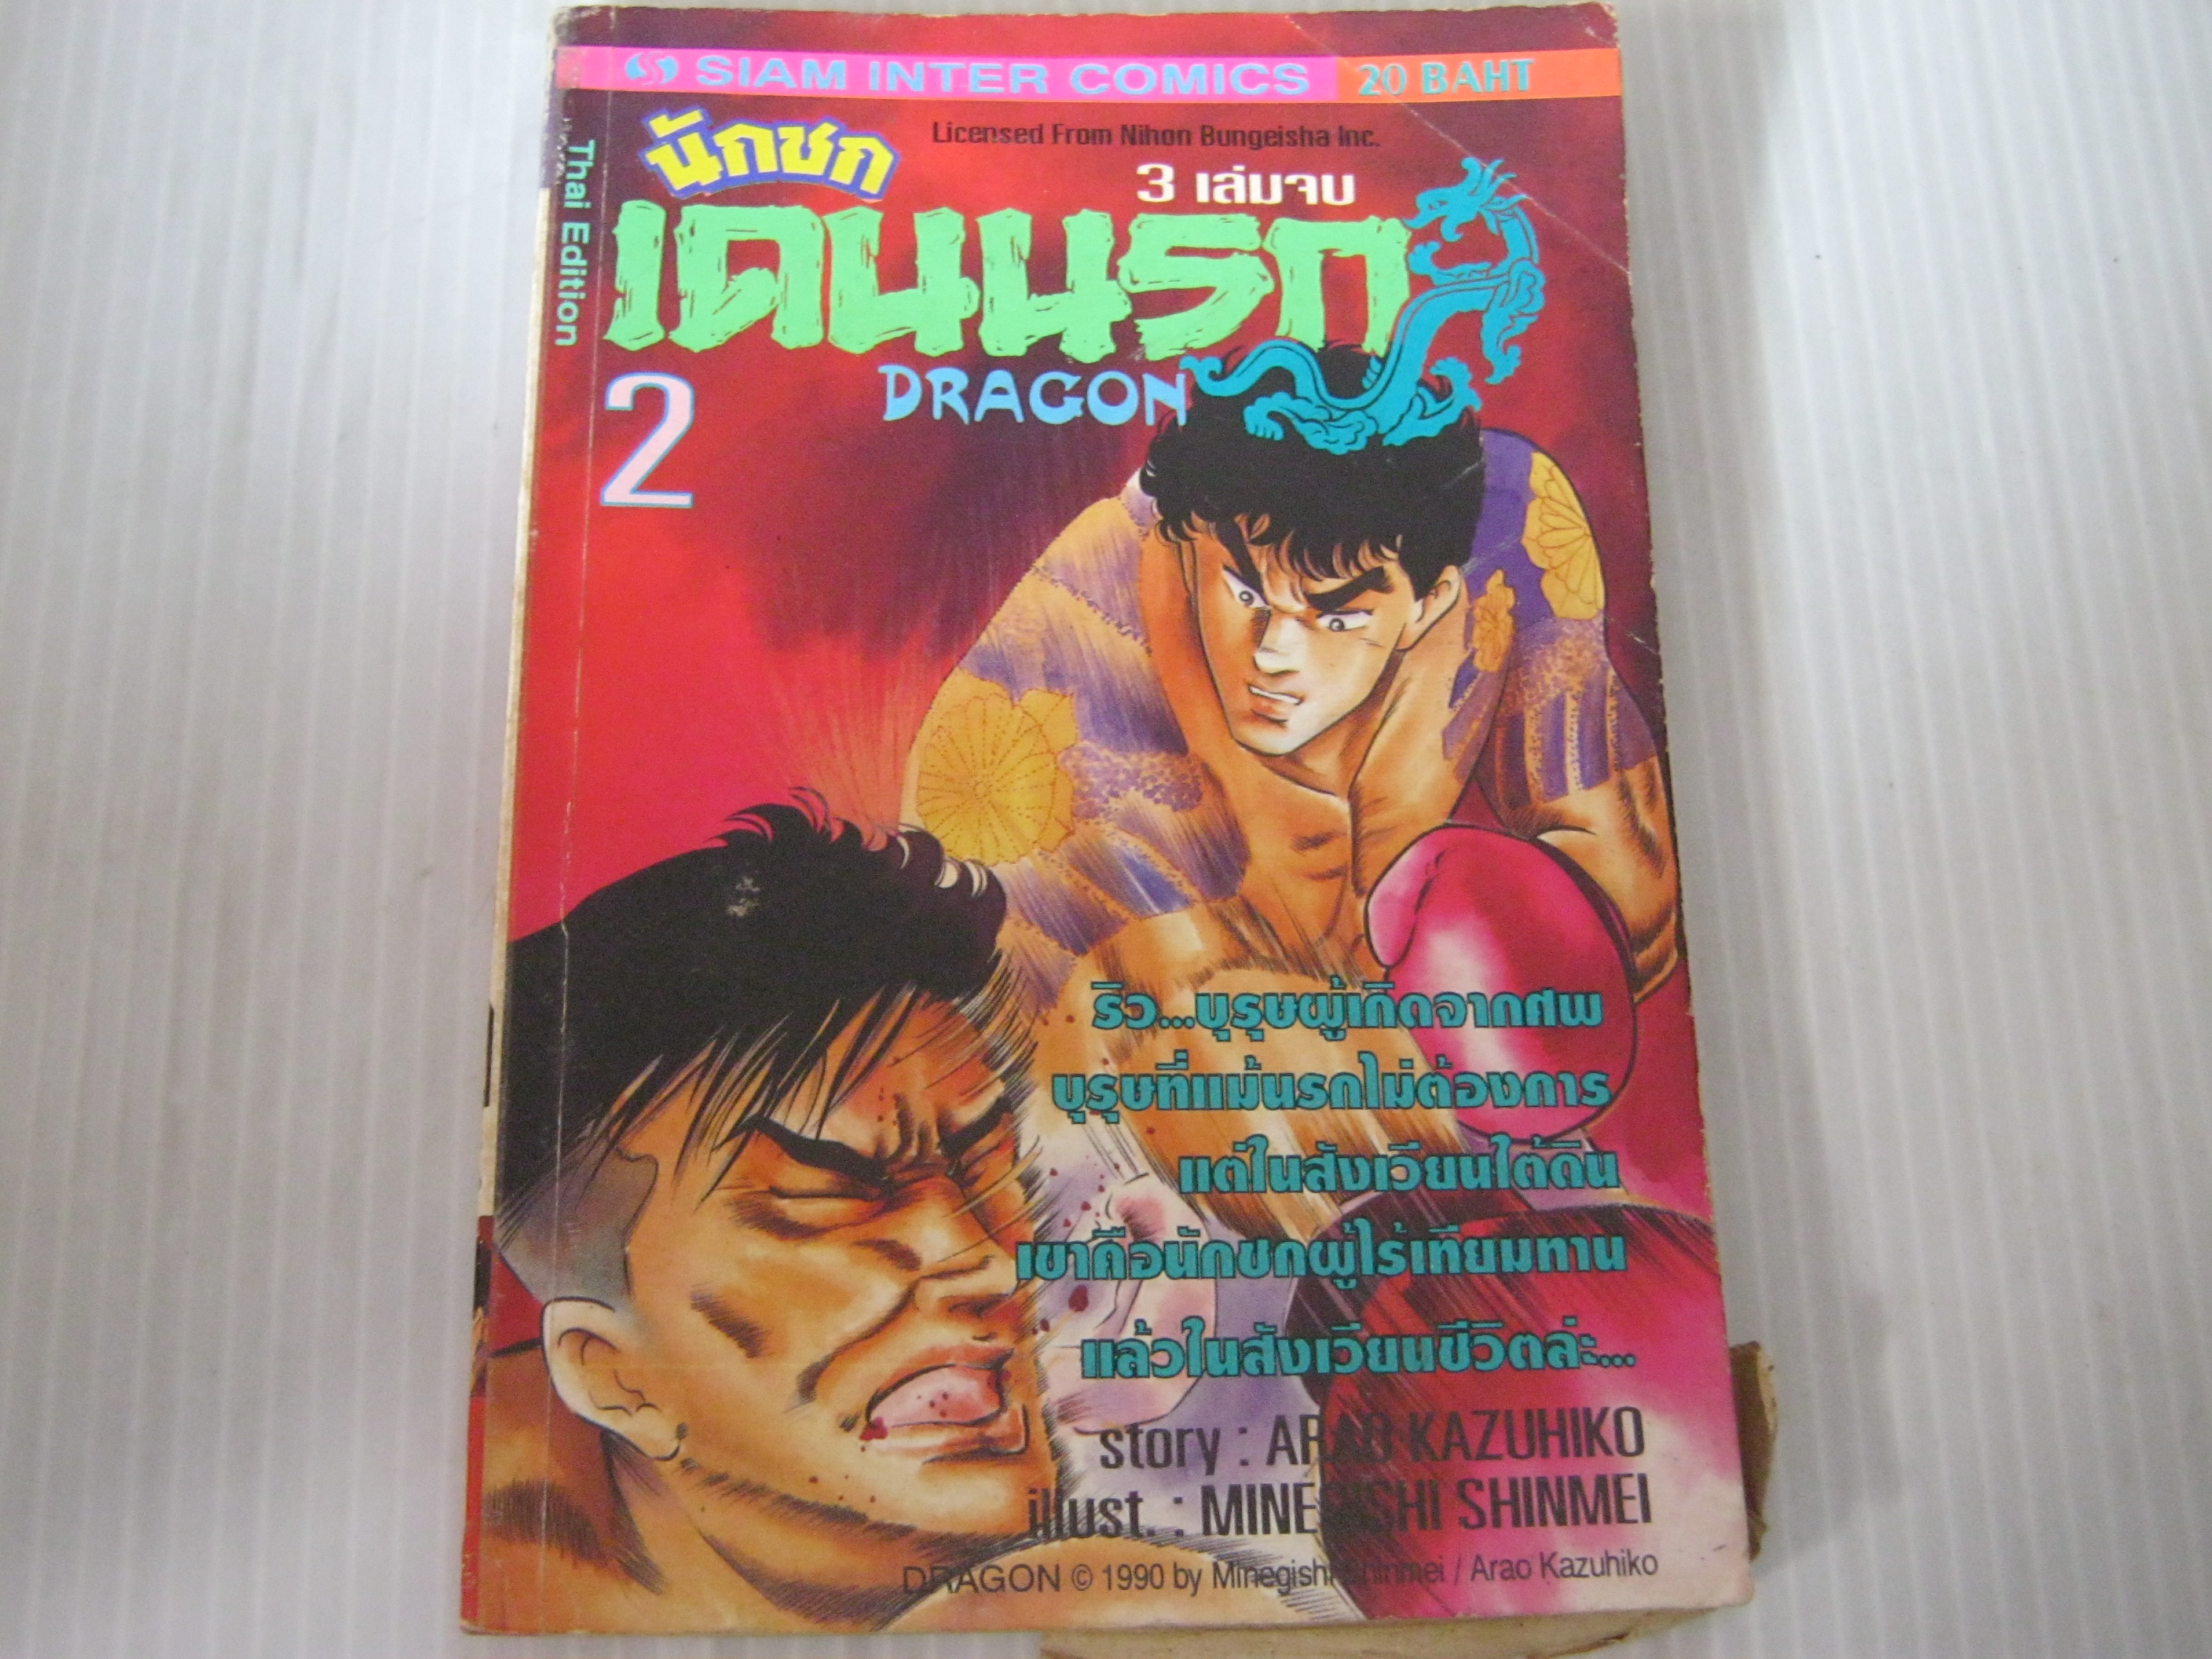 SIAM INTER COMICS 20 BAHT
Licensed From Nihon Bungeisha Inc.
Thai Edition
นักชก
3 เล่มจบ
เดนนรก
DRAGON
2
ริว...บุรุษผู้เกิดจากศพ
บุรุษที่แม้นรกไม่ต้องการ
แต่ในสังเวียนใต้ดิน
เขาคือนักชกผู้ไร้เทียมทาน
แล้วในสังเวียนชีวิตล่ะ...
story : ARAO KAZUHIKO
illust. : MINEGISHI SHINMEI
DRAGON © 1990 by Minegishi Shinmei / Arao Kazuhiko